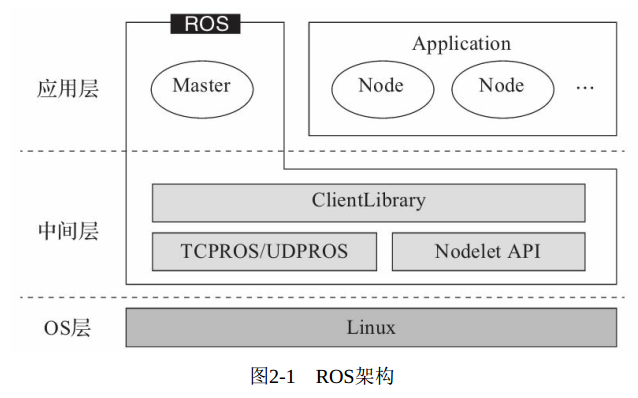 ROS
Application
应用层
Master
Node
Node
...
ClientLibrary
中间层
TCPROS/UDPROS
Nodelet API
OS层
Linux
图2-1 ROS架构